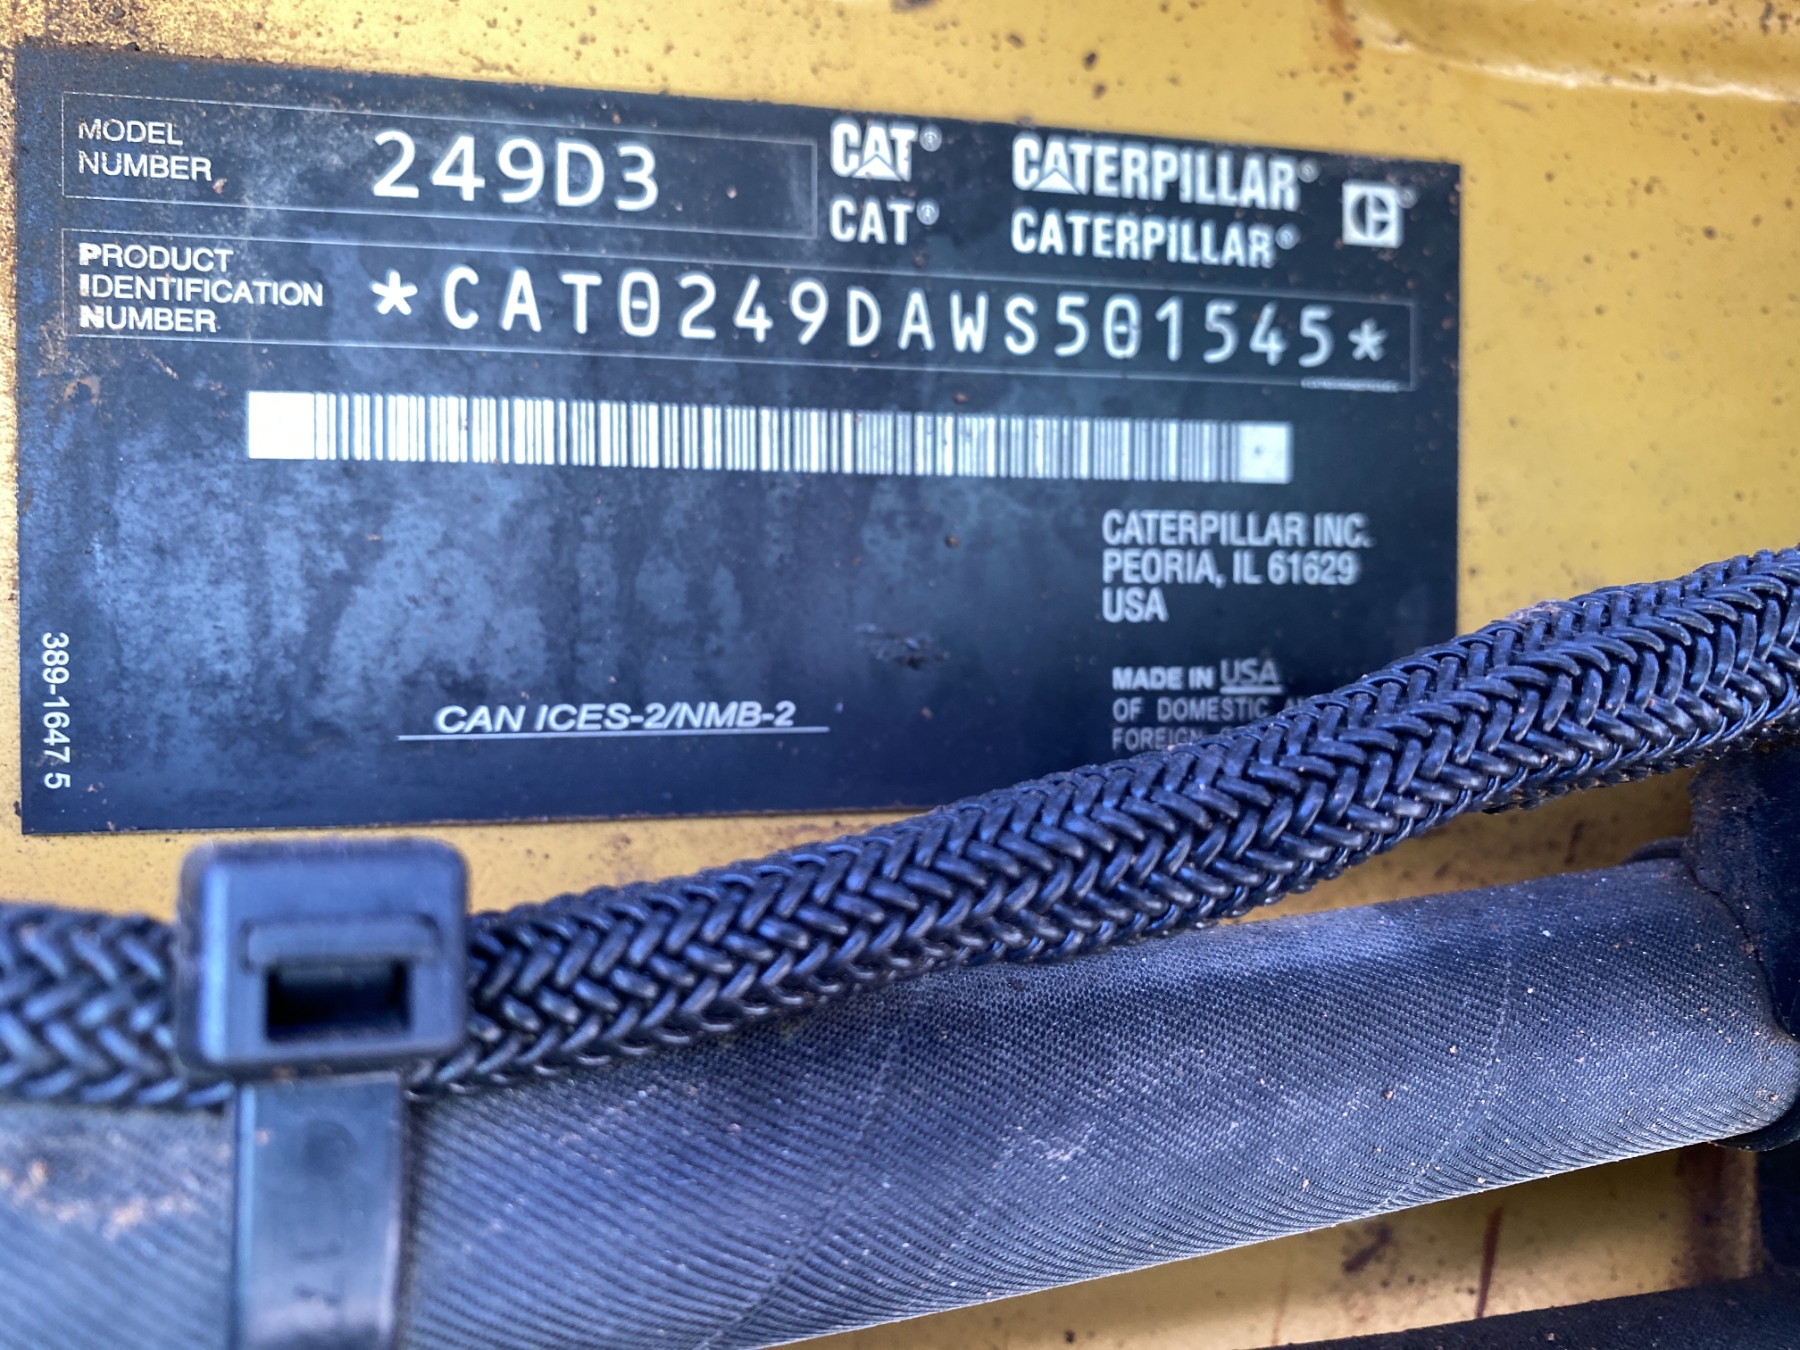 MODEL
NUMBER
249D3
CAT®
CATERPILLAR®
CAT®
CATERPILLAR®
PRODUCT
IDENTIFICATION
NUMBER
*CAT0249DAWS501545*
CATERPILLAR INC.
PEORIA, IL 61629
USA
MADE IN USA
OF DOMESTIC
FOREIGN
CAN ICES-2/NMB-2
389-1647 5